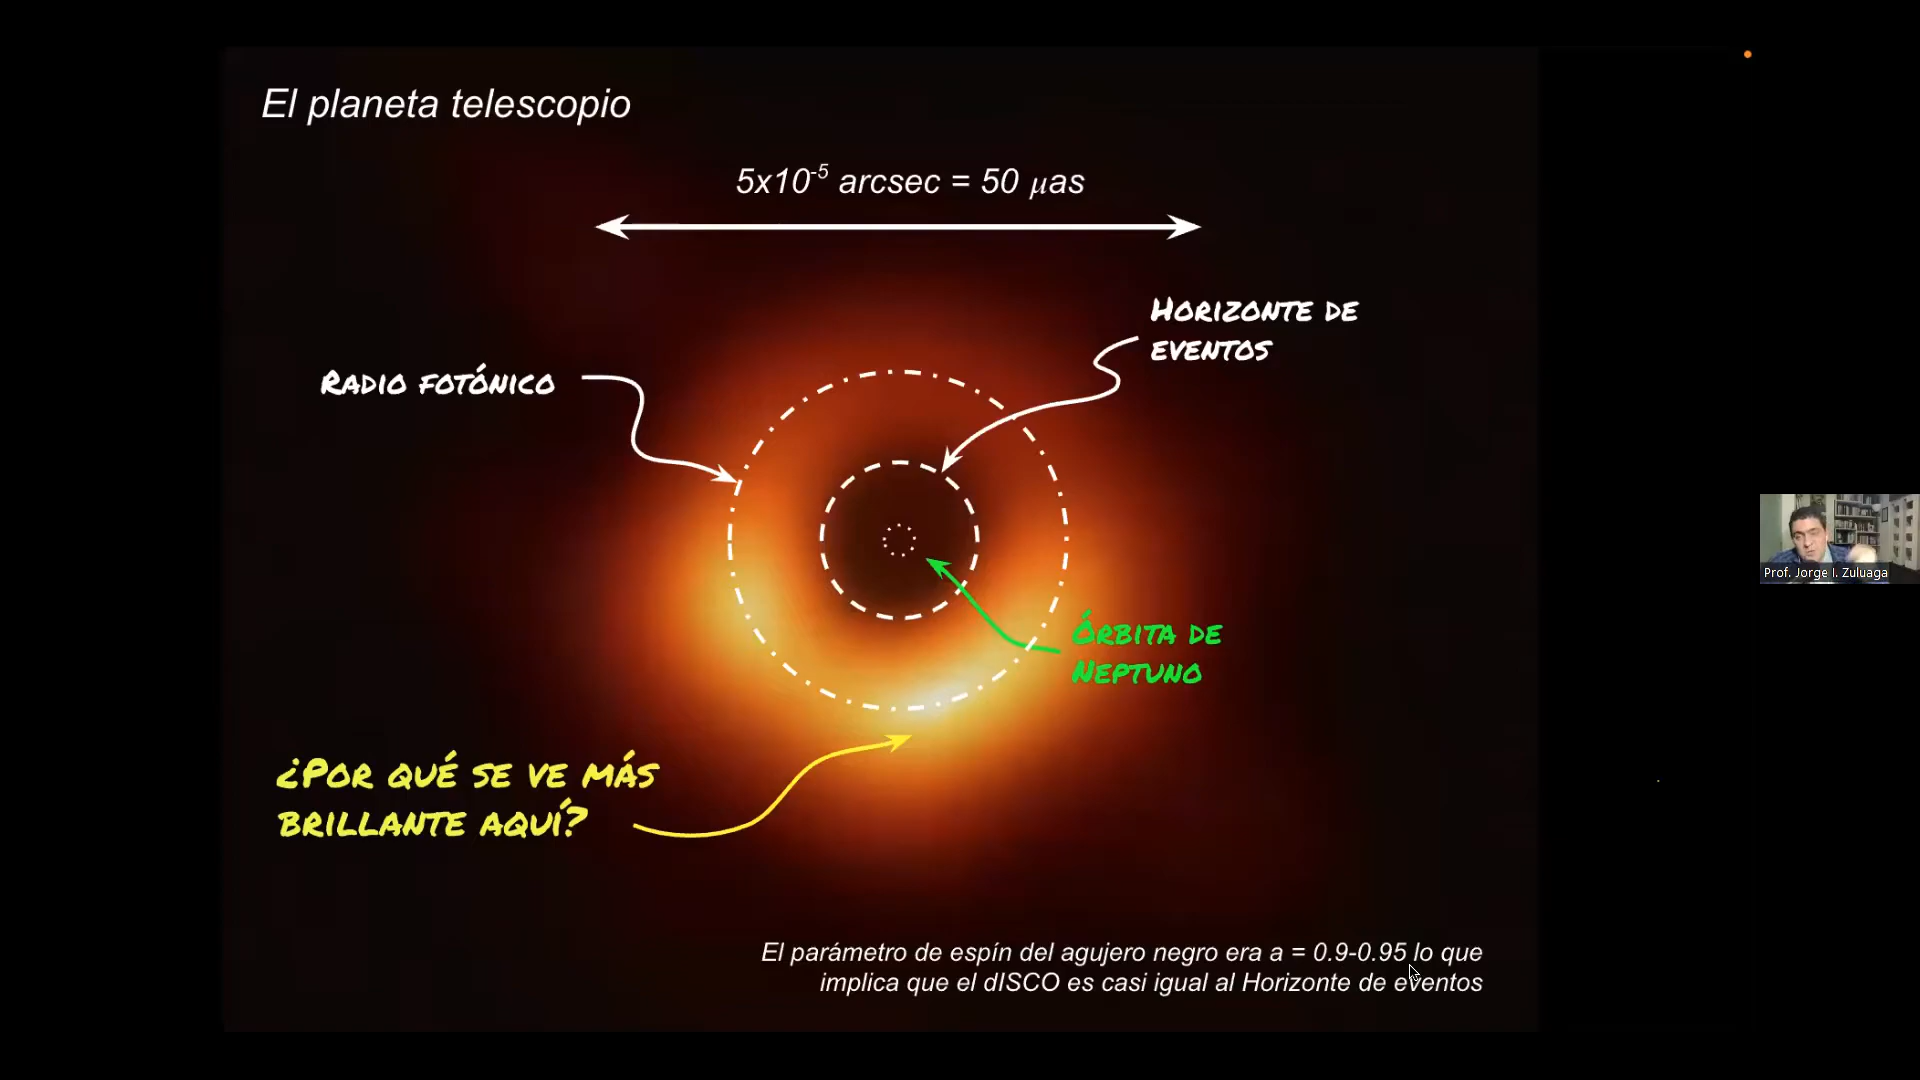 El planeta telescopio
5x10⁻⁵ arcsec = 50 μas
Horizonte de
eventos
Radio fotónico
Órbita de
Neptuno
¿Por qué se ve más
brillante aquí?
El parámetro de espín del agujero negro era a = 0.9-0.95 lo que
implica que el dISCO es casi igual al Horizonte de eventos
Prof. Jorge I. Zuluaga